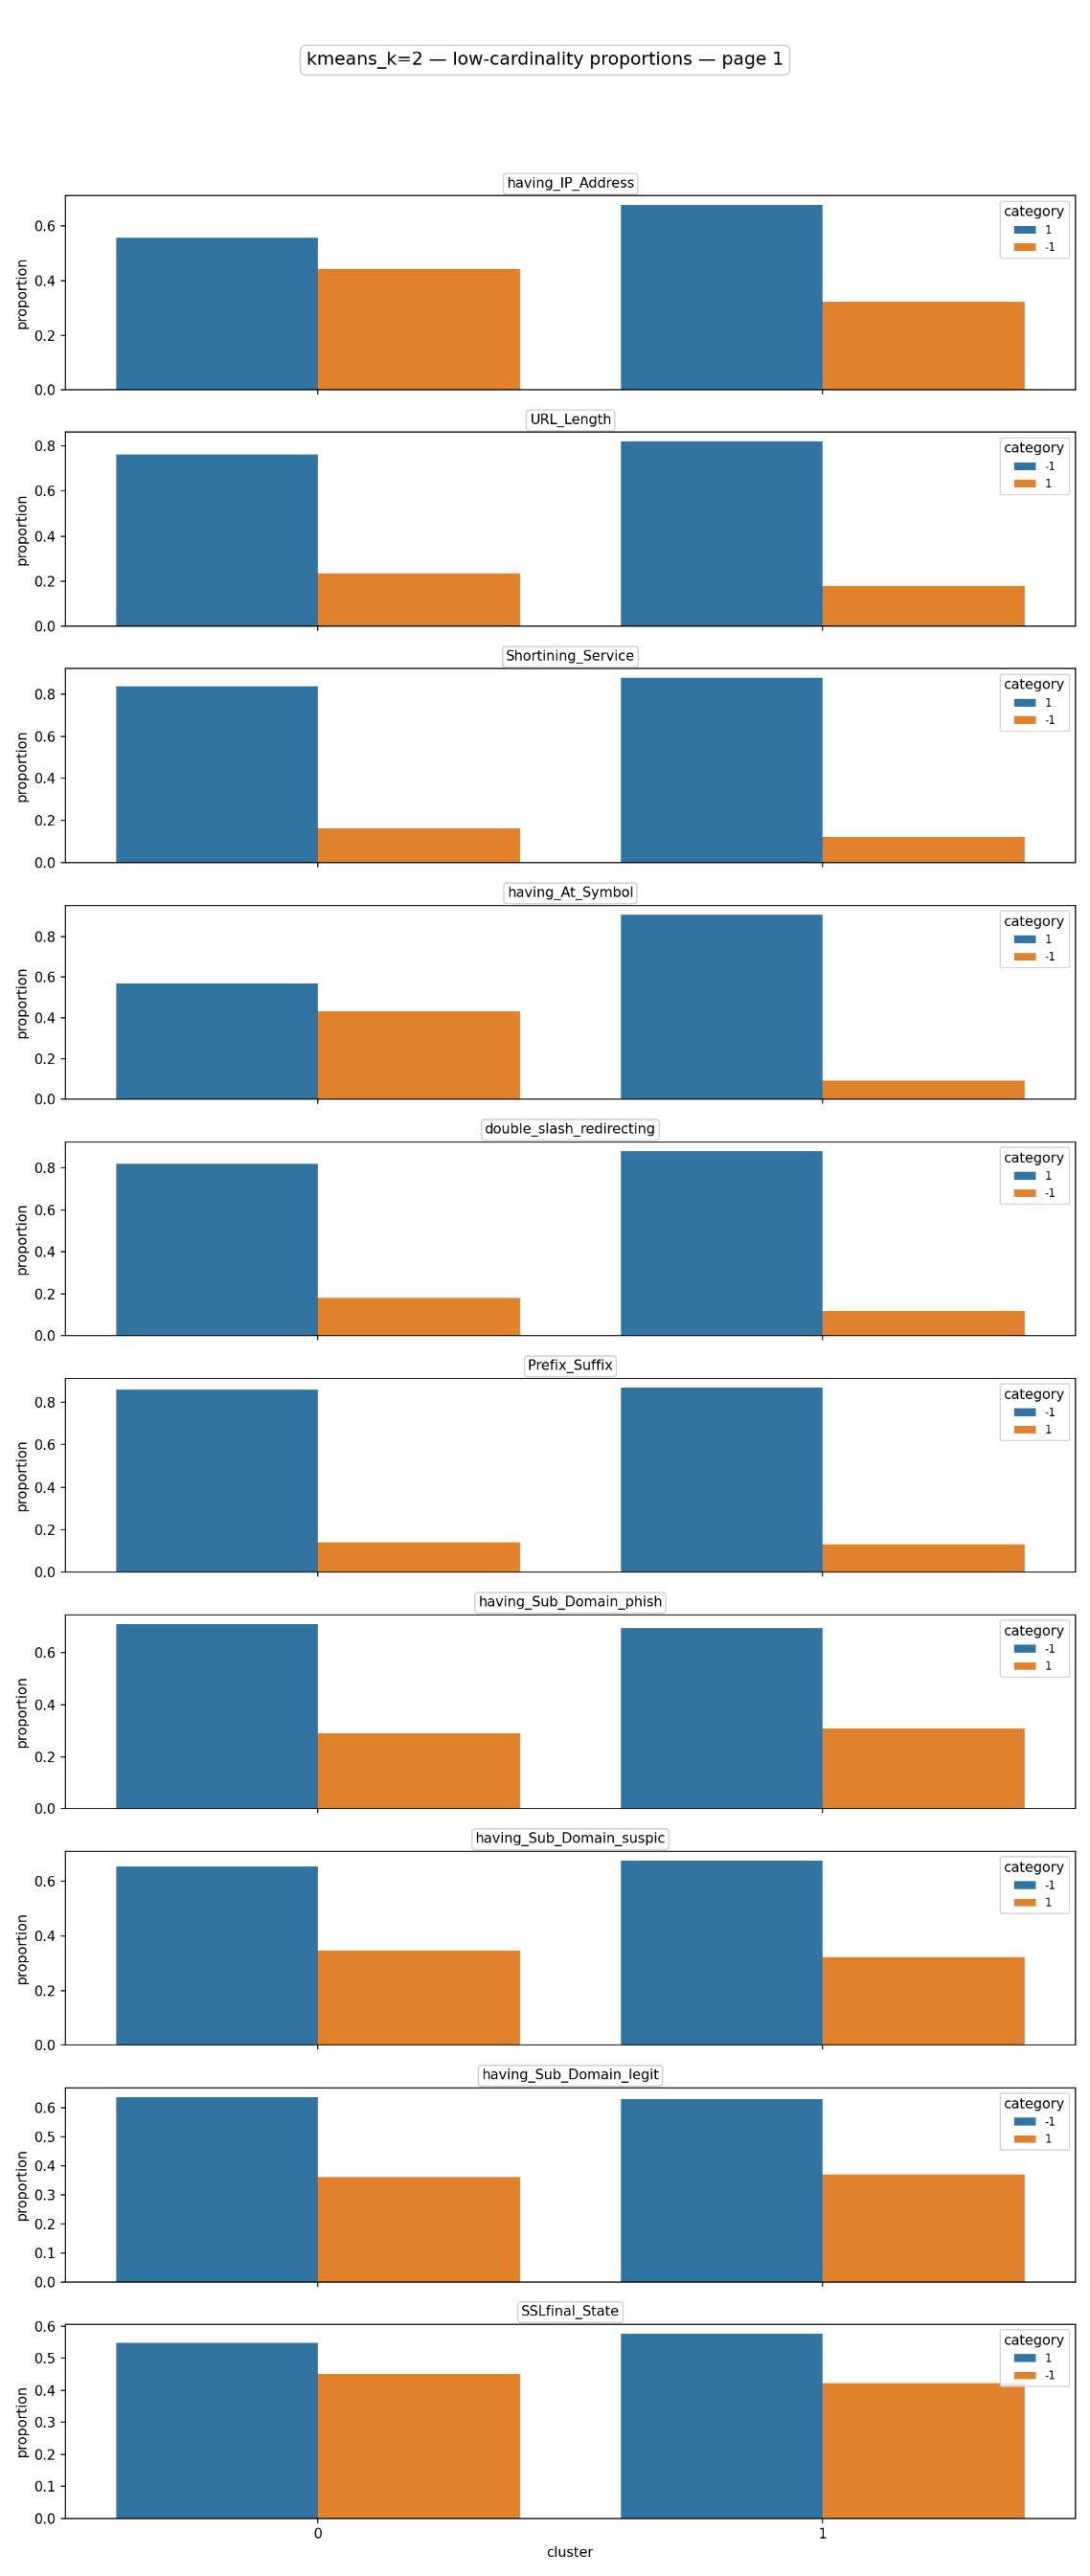 kmeans_k=2 — low-cardinality proportions — page 1
having_IP_Address
proportion
0.6
0.4
0.2
0.0
category
1
-1
URL_Length
proportion
0.8
0.6
0.4
0.2
0.0
category
-1
1
Shortining_Service
proportion
0.8
0.6
0.4
0.2
0.0
category
1
-1
having_At_Symbol
proportion
0.8
0.6
0.4
0.2
0.0
category
1
-1
double_slash_redirecting
proportion
0.8
0.6
0.4
0.2
0.0
category
1
-1
Prefix_Suffix
proportion
0.8
0.6
0.4
0.2
0.0
category
-1
1
having_Sub_Domain_phish
proportion
0.6
0.4
0.2
0.0
category
-1
1
having_Sub_Domain_suspic
proportion
0.6
0.4
0.2
0.0
category
-1
1
having_Sub_Domain_legit
proportion
0.6
0.5
0.4
0.3
0.2
0.1
0.0
category
-1
1
SSLfinal_State
proportion
0.6
0.5
0.4
0.3
0.2
0.1
0.0
category
1
-1
0
1
cluster